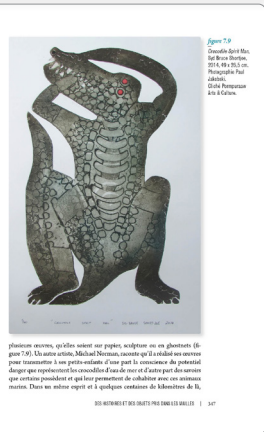 figure 7.9
Crocodile Spirit Man,
Syd Bruce Shortjoe,
2014, 49 x 35.5 cm.
Photographie Paul
Jakubski.
Cliché Pormpuraaw
Arts & Culture.
plusieurs œuvres, qu'elles soient sur papier, sculpture ou en ghostnets (fi-
gure 7.9). Un autre artiste, Michael Norman, raconte qu'il a réalisé ses œuvres
pour transmettre à ses petits-enfants d'une part la conscience du potentiel
danger que représentent les crocodiles d'eau de mer et d'autre part des savoirs
que certains possèdent et qui leur permettent de cohabiter avec ces animaux
marins. Dans un même esprit et à quelques centaines de kilomètres de là,
DES HISTOIRES ET DES OBJETS PRIS DANS LES MAILLES | 147